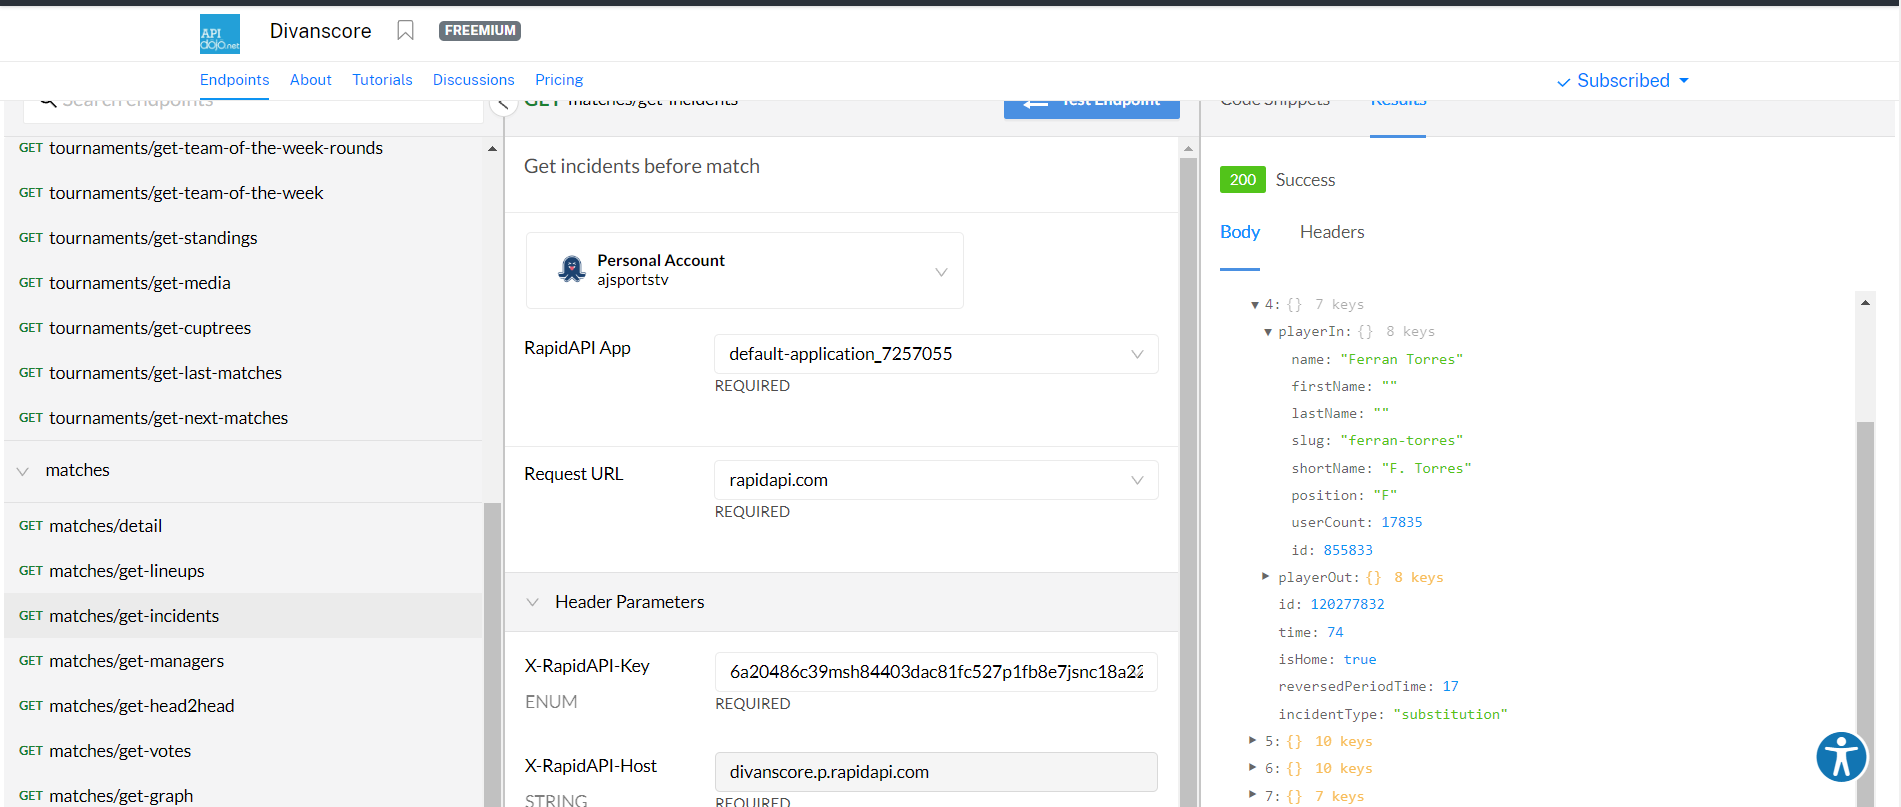 API
dojo.net
Divanscore
FREEMIUM
Endpoints
About
Tutorials
Discussions
Pricing
Subscribed
Search endpoints
GET matches/get-incidents
Test Endpoint
Code Snippets
Results
GET tournaments/get-team-of-the-week-rounds
GET tournaments/get-team-of-the-week
GET tournaments/get-standings
GET tournaments/get-media
GET tournaments/get-cuptrees
GET tournaments/get-last-matches
GET tournaments/get-next-matches
matches
GET matches/detail
GET matches/get-lineups
GET matches/get-incidents
GET matches/get-managers
GET matches/get-head2head
GET matches/get-votes
GET matches/get-graph
Get incidents before match
Personal Account
ajsportstv
RapidAPI App
default-application_7257055
REQUIRED
Request URL
rapidapi.com
REQUIRED
Header Parameters
X-RapidAPI-Key
6a20486c39msh84403dac81fc527p1fb8e7jsnc18a22
ENUM
REQUIRED
X-RapidAPI-Host
divanscore.p.rapidapi.com
STRING
REQUIRED
200 Success
Body
Headers
4: {} 7 keys
playerIn: {} 8 keys
name: "Ferran Torres"
firstName: ""
lastName: ""
slug: "ferran-torres"
shortName: "F. Torres"
position: "F"
userCount: 17835
id: 855833
playerOut: {} 8 keys
id: 120277832
time: 74
isHome: true
reversedPeriodTime: 17
incidentType: "substitution"
5: {} 10 keys
6: {} 10 keys
7: {} 7 keys